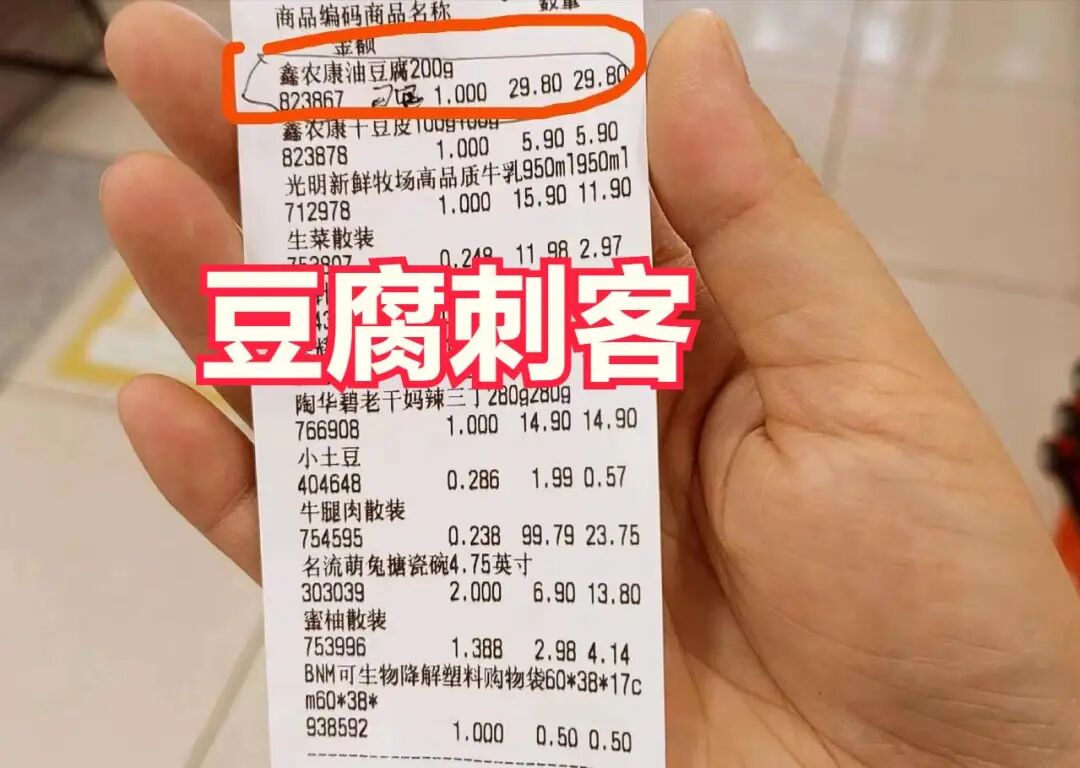 商品编码商品名称 数量
金额
鑫农康油豆腐200g
823867 1.000 29.80 29.80
鑫农康干豆皮100g100g
823878 1.000 5.90 5.90
光明新鲜牧场高品质牛乳950ml950ml
712978 1.000 15.90 11.90
生菜散装
753807 0.248 11.98 2.97
豆腐刺客
陶华碧老干妈辣三丁280g280g
766908 1.000 14.90 14.90
小土豆
404648 0.286 1.99 0.57
牛腿肉散装
754595 0.238 99.79 23.75
名流萌兔搪瓷碗4.75英寸
303039 2.000 6.90 13.80
蜜柚散装
753996 1.388 2.98 4.14
BNM可生物降解塑料购物袋60*38*17c
m60*38*
938592 1.000 0.50 0.50